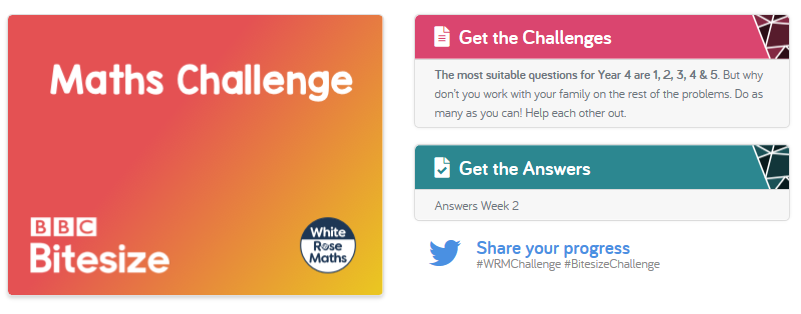 Maths Challenge
BBC
Bitesize
White
Rose
Maths
Get the Challenges
The most suitable questions for Year 4 are 1, 2, 3, 4 & 5. But why
don't you work with your family on the rest of the problems. Do as
many as you can! Help each other out.
Get the Answers
Answers Week 2
Share your progress
#WRMChallenge #BitesizeChallenge